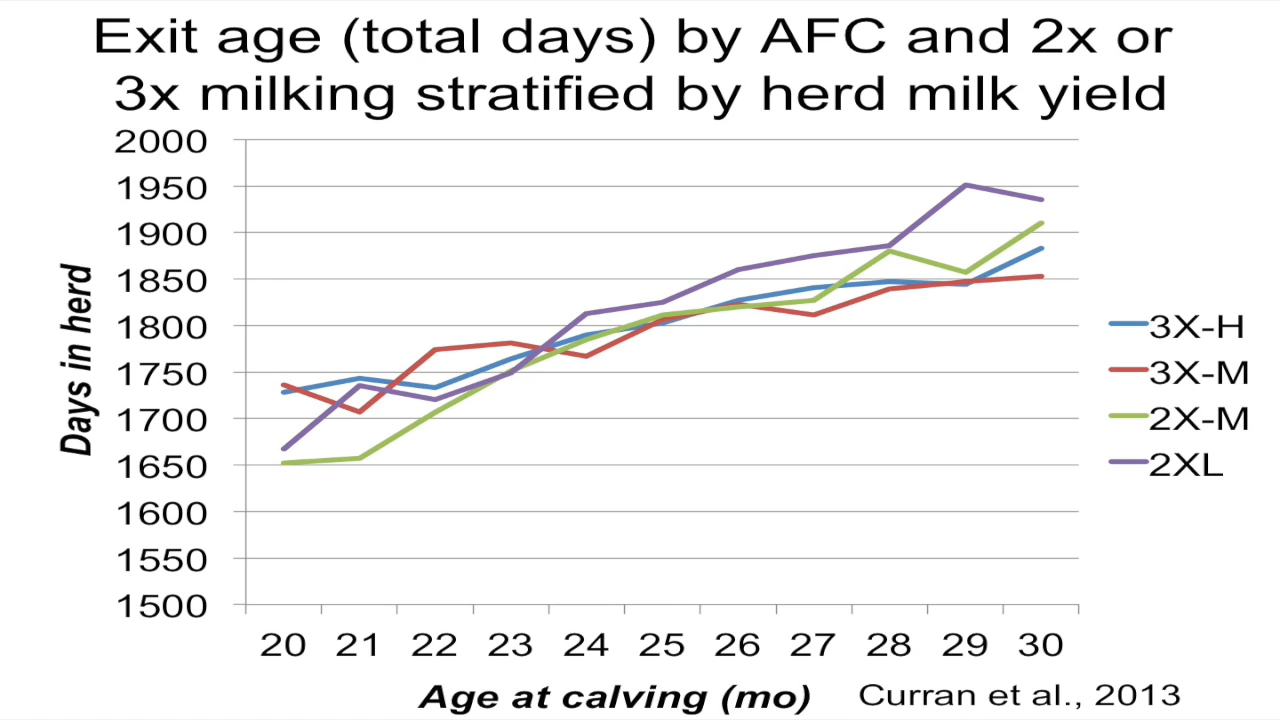 Exit age (total days) by AFC and 2x or
3x milking stratified by herd milk yield
2000
1950
1900
1850
1800
1750
1700
1650
1600
1550
1500
Days in herd
3X-H
3X-M
2X-M
2XL
20 21 22 23 24 25 26 27 28 29 30
Age at calving (mo)
Curran et al., 2013